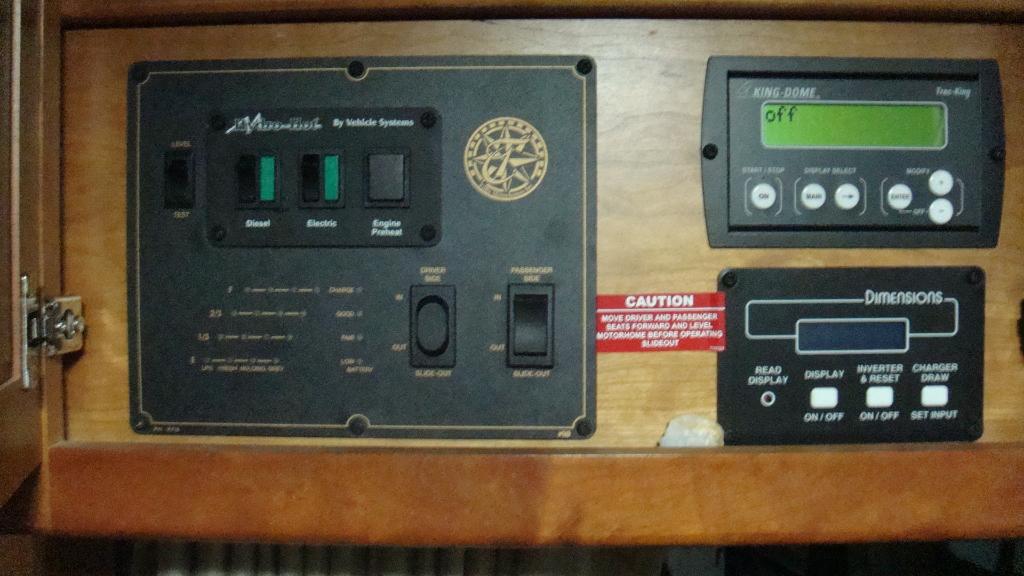 LEVEL
TEST
By Vehicle Systems
Diesel
Electric
Engine
Preheat
F
CHARGE
2/3
GOOD
1/3
FAIR
E
LOW
BATTERY
DRIVER
SIDE
IN
OUT
SLIDE-OUT
PASSENGER
SIDE
IN
OUT
SLIDE-OUT
CAUTION
MOVE DRIVER AND PASSENGER
SEATS FORWARD AND LEVEL
MOTORHOME BEFORE OPERATING
SLIDEOUT
KING-DOME
Trac-King
off
START / STOP
DISPLAY SELECT
MODIFY
ON
MAIN
ENTER
+
-
OFF
DIMENSIONS
READ
DISPLAY
DISPLAY
ON / OFF
INVERTER
& RESET
ON / OFF
CHARGER
DRAW
SET INPUT